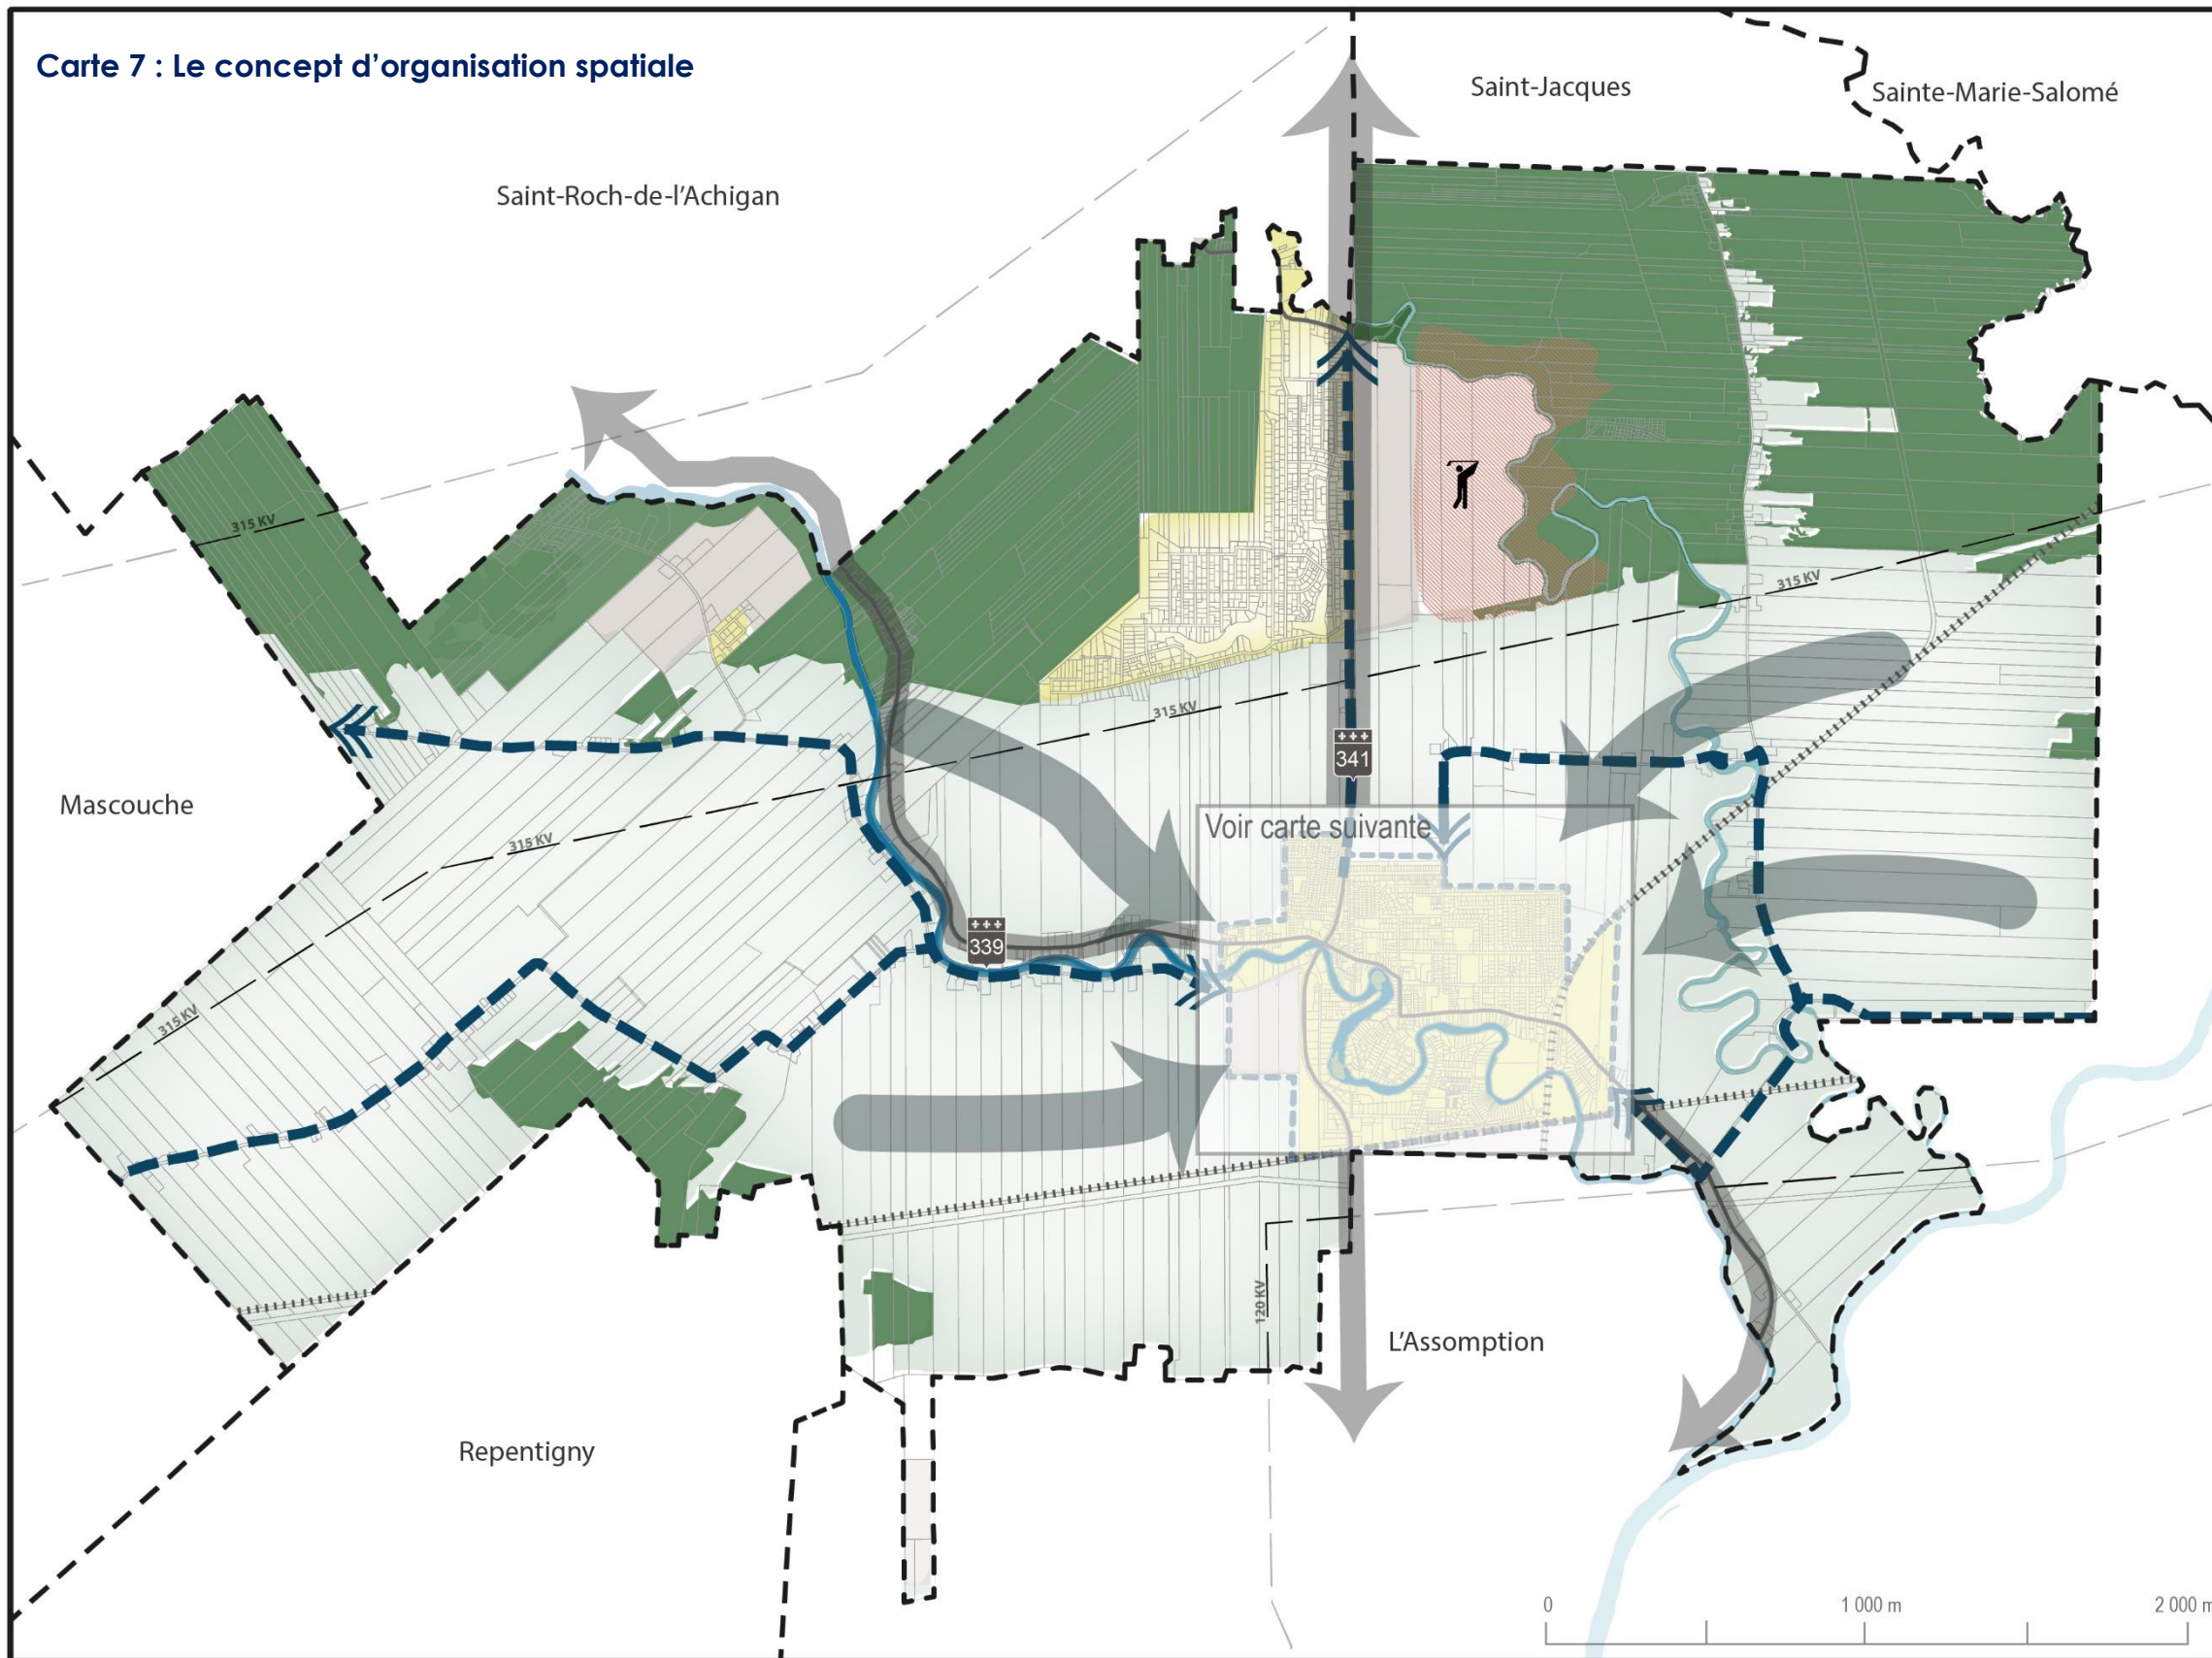 Carte 7 : Le concept d'organisation spatiale
Saint-Jacques
Sainte-Marie-Salomé
Saint-Roch-de-l'Achigan
315 KV
315 KV
315 KV
341
Mascouche
Voir carte suivante
315 KV
339
315 KV
120 KV
L'Assomption
Repentigny
0
1 000 m
2 000 m